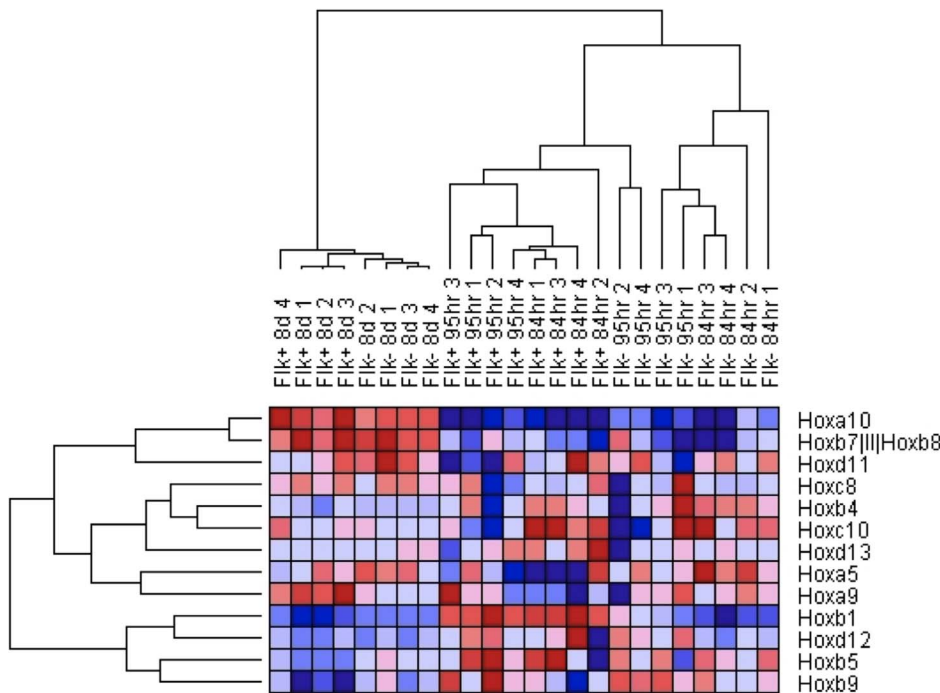 Flk+ 8d 4
Flk+ 8d 1
Flk+ 8d 2
Flk+ 8d 3
Flk- 8d 2
Flk- 8d 1
Flk- 8d 3
Flk- 8d 4
Flk+ 95hr 3
Flk+ 95hr 1
Flk+ 95hr 2
Flk+ 95hr 4
Flk+ 84hr 1
Flk+ 84hr 3
Flk+ 84hr 4
Flk+ 84hr 2
Flk- 95hr 2
Flk- 95hr 4
Flk- 95hr 3
Flk- 95hr 1
Flk- 84hr 3
Flk- 84hr 4
Flk- 84hr 2
Flk- 84hr 1
Hoxa10
Hoxb7|||Hoxb8
Hoxd11
Hoxc8
Hoxb4
Hoxc10
Hoxd13
Hoxa5
Hoxa9
Hoxb1
Hoxd12
Hoxb5
Hoxb9